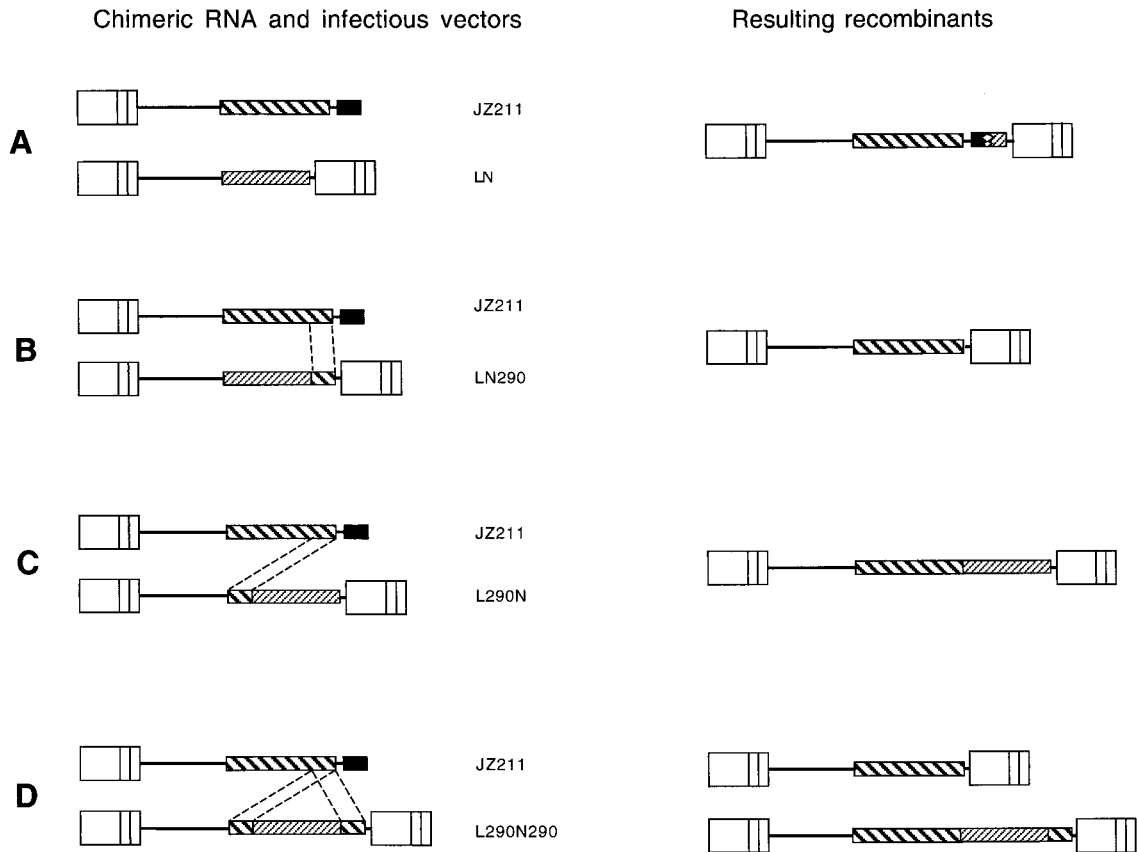 Chimeric RNA and infectious vectors
Resulting recombinants
A
JZ211
LN
B
JZ211
LN290
C
JZ211
L290N
D
JZ211
L290N290